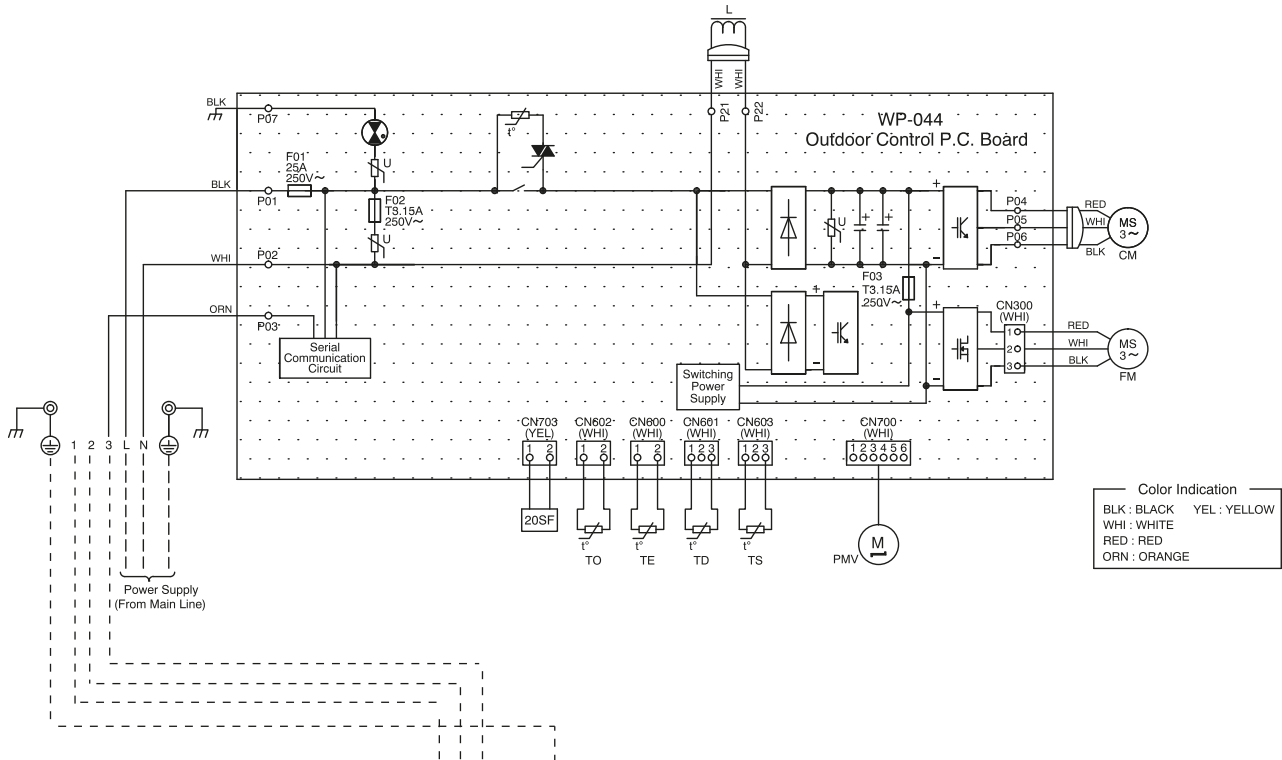 L
WHI
WHI
P21
P22
BLK
P07
WP-044
Outdoor Control P.C. Board
t°
U
F01
25A
250V～
BLK
P01
F02
T3.15A
250V～
U
U
+
+
+
-
P04
P05
P06
RED
WHI
BLK
MS
3～
CM
WHI
P02
F03
T3.15A
250V～
ORN
P03
Serial
Communication
Circuit
+
-
+
-
CN300
(WHI)
1
2
3
RED
WHI
BLK
MS
3～
FM
Switching
Power
Supply
CN703
(YEL)
1 2
CN602
(WHI)
1 2
CN600
(WHI)
1 2
CN601
(WHI)
1 2 3
CN603
(WHI)
1 2 3
CN700
(WHI)
1 2 3 4 5 6
1 2 3 L N
20SF
t°
TO
t°
TE
t°
TD
t°
TS
PMV
M
Color Indication
BLK : BLACK YEL : YELLOW
WHI : WHITE
RED : RED
ORN : ORANGE
Power Supply
(From Main Line)